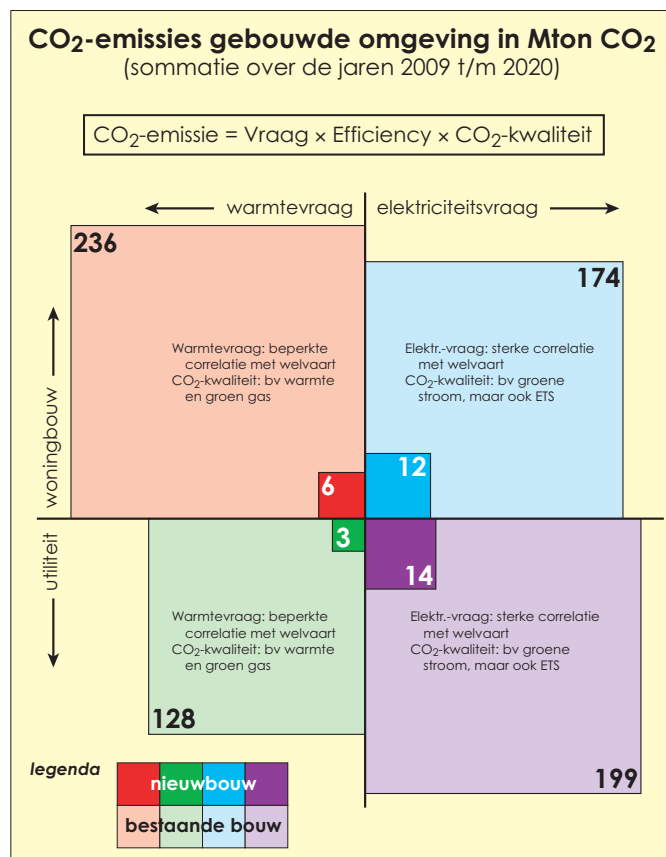 CO₂-emissies gebouwde omgeving in Mton CO₂
(sommatie over de jaren 2009 t/m 2020)
CO₂-emissie = Vraag × Efficiency × CO₂-kwaliteit
warmtevraag
elektriciteitsvraag
woningbouw
utiliteit
236
Warmtevraag: beperkte
correlatie met welvaart
CO₂-kwaliteit: bv warmte
en groen gas
6
174
Elektr.-vraag: sterke correlatie
met welvaart
CO₂-kwaliteit: bv groene
stroom, maar ook ETS
12
3
Warmtevraag: beperkte
correlatie met welvaart
CO₂-kwaliteit: bv warmte
en groen gas
128
14
Elektr.-vraag: sterke correlatie
met welvaart
CO₂-kwaliteit: bv groene
stroom, maar ook ETS
199
legenda
nieuwbouw
bestaande bouw